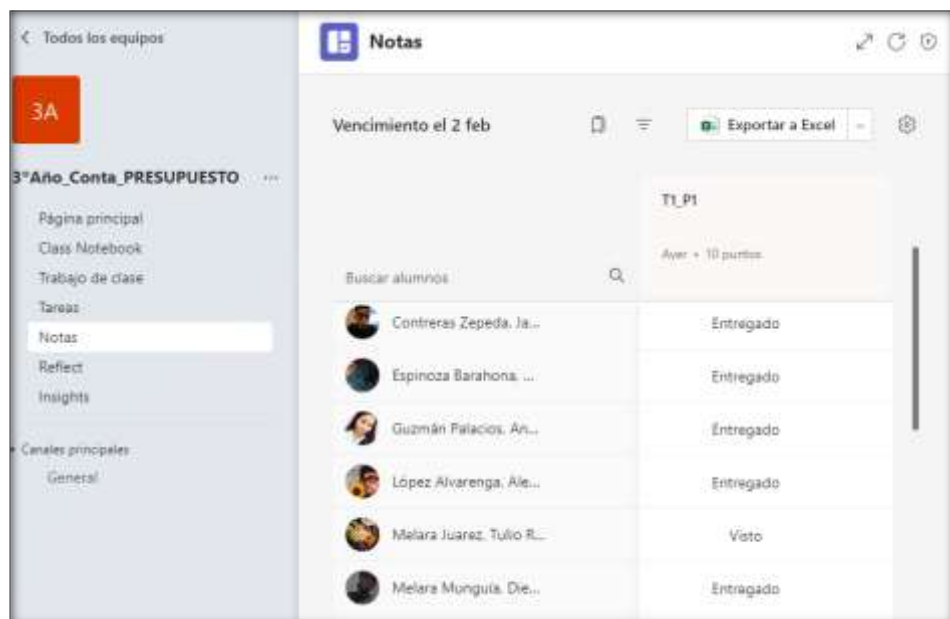 Todos los equipos
3A
3°Año_Conta_PRESUPUESTO ...
Página principal
Class Notebook
Trabajo de clase
Tareas
Notas
Reflect
Insights
Canales principales
General
Notas
Vencimiento el 2 feb
Exportar a Excel
T1_P1
Ayer • 10 puntos
Buscar alumnos
Contreras Zepeda, Ja... Entregado
Espinoza Barahona, ... Entregado
Guzmán Palacios, An... Entregado
López Alvarenga, Ale... Entregado
Melara Juarez, Tulio R... Visto
Melara Munguía, Die... Entregado